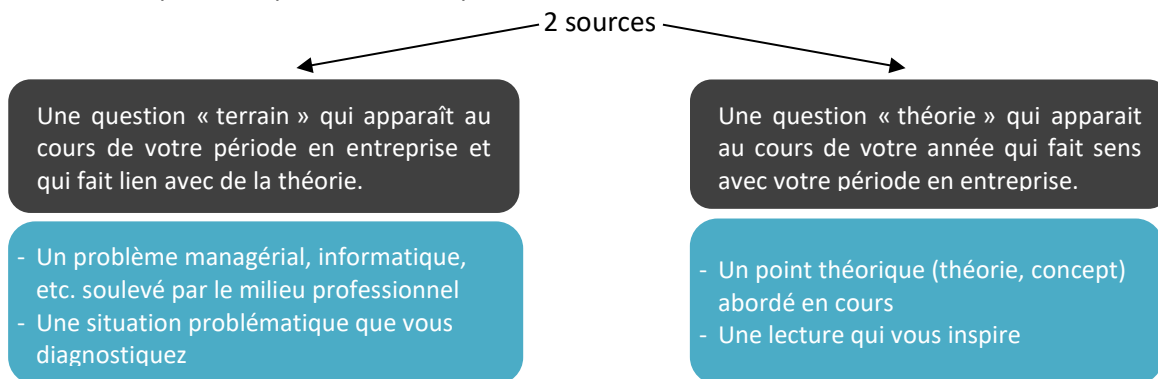 2 sources
Une question « terrain » qui apparaît au
cours de votre période en entreprise et
qui fait lien avec de la théorie.
Une question « théorie » qui apparait
au cours de votre année qui fait sens
avec votre période en entreprise.
- Un problème managérial, informatique,
etc. soulevé par le milieu professionnel
- Une situation problématique que vous
diagnostiquez
- Un point théorique (théorie, concept)
abordé en cours
- Une lecture qui vous inspire